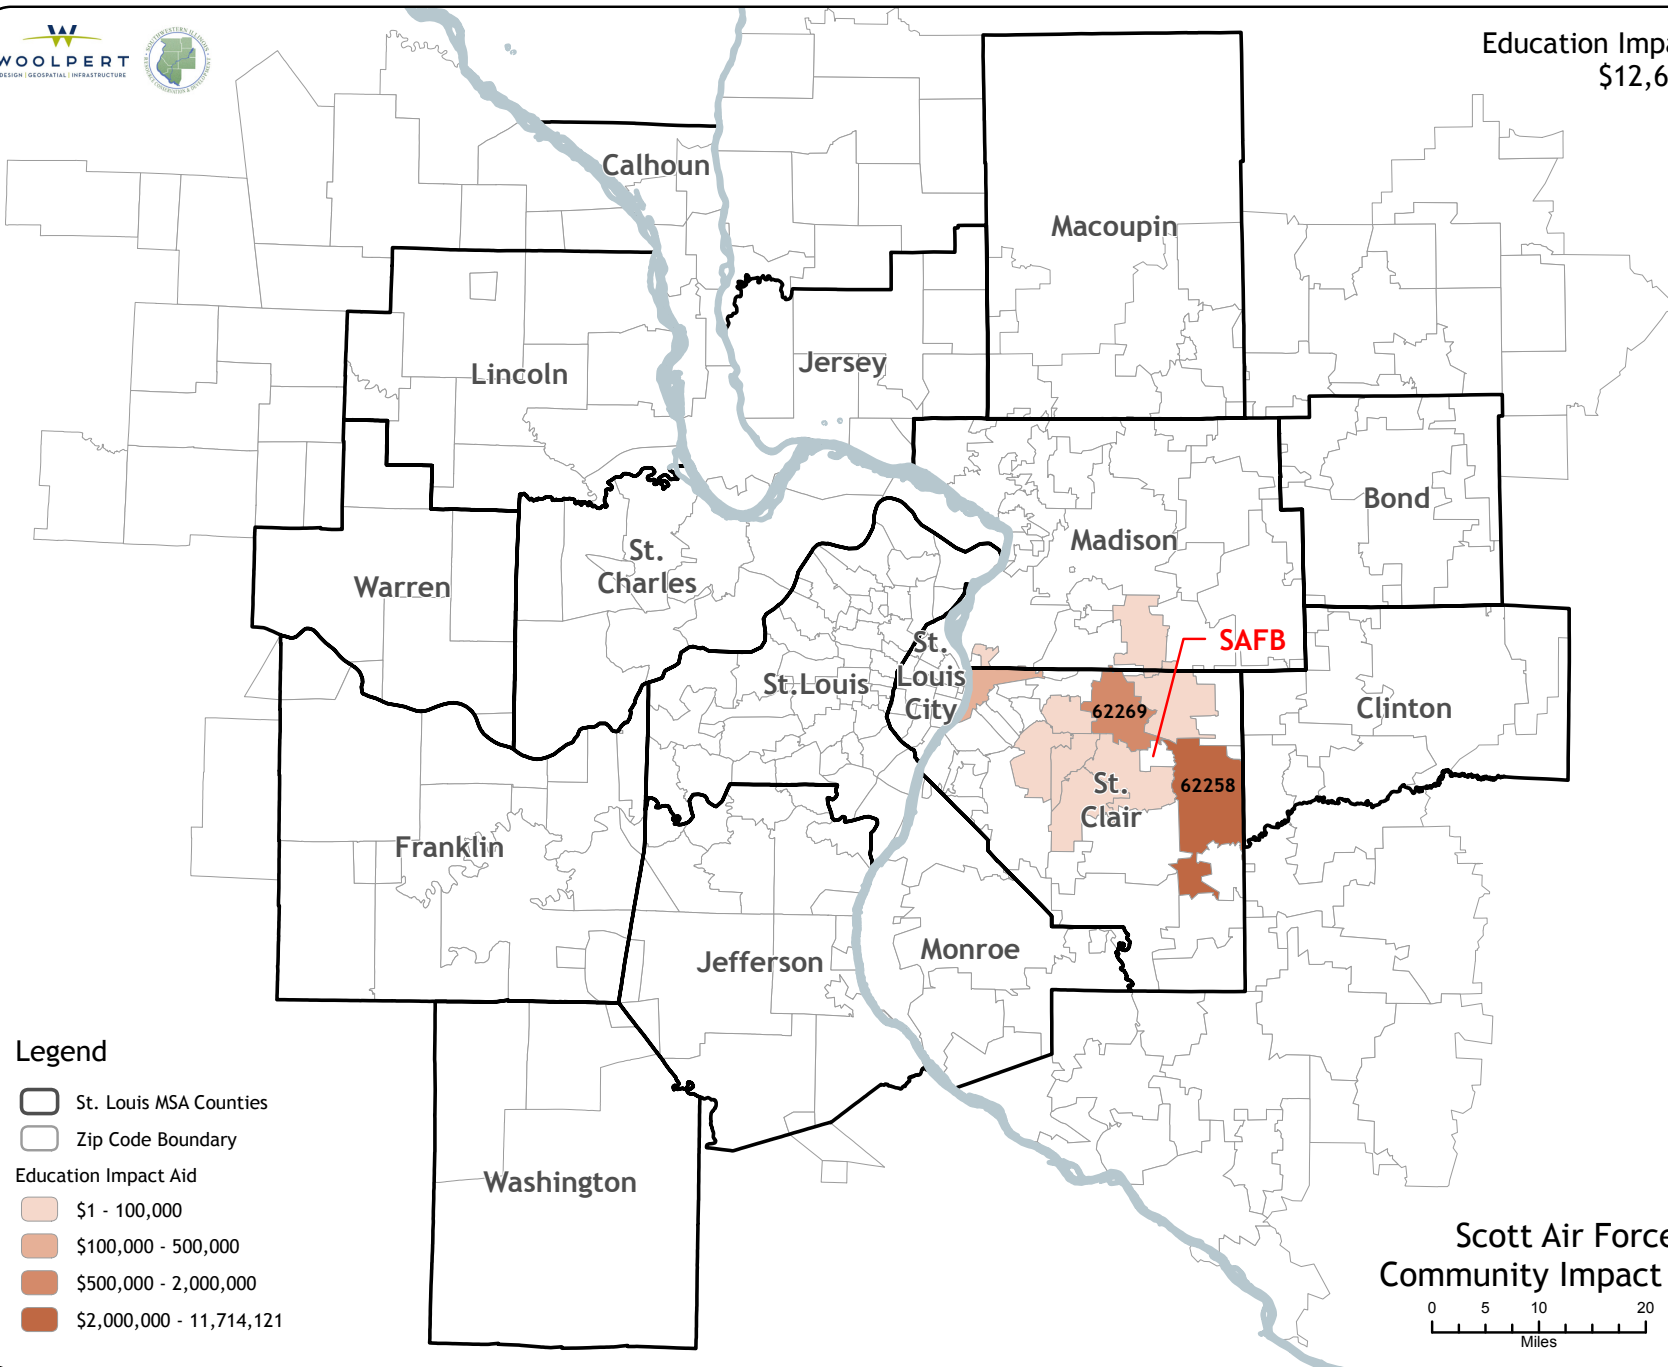 WOOLPERT
DESIGN | GEOSPATIAL | INFRASTRUCTURE
Education Impa
$12,6
Calhoun
Macoupin
Lincoln
Jersey
Bond
Madison
St.
Charles
Warren
SAFB
St.
Louis
City
St.Louis
62269
Clinton
62258
St.
Clair
Franklin
Monroe
Jefferson
Washington
Legend
St. Louis MSA Counties
Zip Code Boundary
Education Impact Aid
$1 - 100,000
$100,000 - 500,000
$500,000 - 2,000,000
$2,000,000 - 11,714,121
Scott Air Force
Community Impact
0 5 10 20
Miles